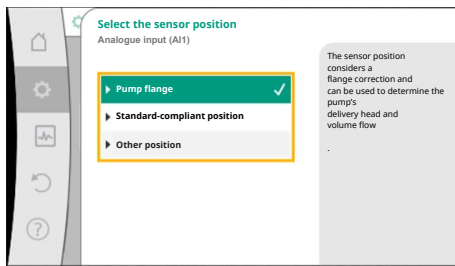 Select the sensor position
Analogue input (AI1)
Pump flange
Standard-compliant position
Other position
The sensor position
considers a
flange correction and
can be used to determine the
pump's
delivery head and
volume flow
.
?